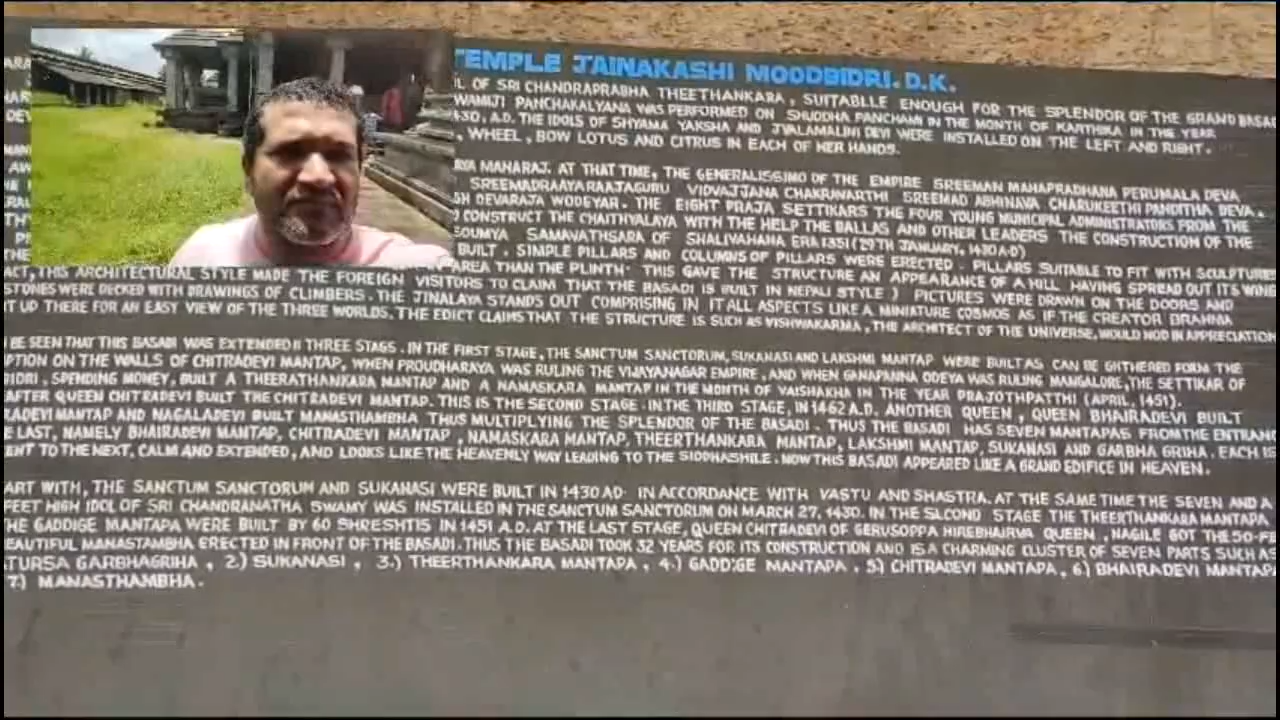 TEMPLE JAINAKASHI MOODBIDRI. D.K.
L OF SRI CHANDRAPRABHA THEETHANKARA, SUITABLLE ENOUGH FOR THE SPLENDOR OF THE GRAND BASA
SWAMIJI PANCHAKALYANA WAS PERFORMED ON SHUDDHA PANCHAMI IN THE MONTH OF KARTHIKA IN THE YEAR
430, A.D. THE IDOLS OF SHYAMA YAKSHA AND JVALAMALINI DEVI WERE INSTALLED ON THE LEFT AND RIGHT.
, WHEEL, BOW LOTUS AND CITRUS IN EACH OF HER HANDS.
MAHARAJ. AT THAT TIME, THE GENERALISSIMO OF THE EMPIRE SREEMAN MAHAPRADHANA PERUMALA DEVA
SREEMADRAAYARAAJAGURU VIDVAJJANA CHAKRAVARTHI SREEMAD ABHINAVA CHARUKEETHI PANDITHA DEVA.
SH DEVARAJA WODEYAR. THE EIGHT PRAJA SETTIKARS THE FOUR YOUNG MUNICIPAL ADMINISTRATORS FROM THE
CONSTRUCT THE CHAITHYALAYA WITH THE HELP THE BALLAS AND OTHER LEADERS THE CONSTRUCTION OF THE
SOUMYA SAMAVATHSARA OF SHALIVAHANA ERA 1351 (29TH JANUARY, 1430 A.D)
BUILT. SIMPLE PILLARS AND COLUMNS OF PILLARS WERE ERECTED. PILLARS SUITABLE TO FIT WITH SCULPTURES
ACT, THIS ARCHITECTURAL STYLE MADE THE FOREIGN VISITORS TO CLAIM THAT THE BASADI IS BUILT IN NEPALI STYLE) PICTURES WERE DRAWN ON THE DOORS AND
AREA THAN THE PLINTH. THIS GAVE THE STRUCTURE AN APPEARANCE OF A HILL HAVING SPREAD OUT ITS WING
STONES WERE DECKED WITH DRAWINGS OF CLIMBERS. THE JINALAYA STANDS OUT COMPRISING IN IT ALL ASPECTS LIKE A MINIATURE COSMOS AS IF THE CREATOR BRAHMA
T UP THERE FOR AN EASY VIEW OF THE THREE WORLDS. THE EDICT CLAIMS THAT THE STRUCTURE IS SUCH AS VISHWAKARMA, THE ARCHITECT OF THE UNIVERSE, WOULD NOD IN APPRECIATION
BE SEEN THAT THIS BASADI WAS EXTENDED II THREE STAGS. IN THE FIRST STAGE, THE SANCTUM SANCTORUM, SUKANASI AND LAKSHMI MANTAP WERE BUILT AS CAN BE GHTHERED FORM THE
PTION ON THE WALLS OF CHITRADEVI MANTAP, WHEN PROUDHARAYA WAS RULING THE VIJAYANAGAR EMPIRE, AND WHEN GANAPANNA ODEYA WAS RULING MANGALORE, THE SETTIKAR OF
BIDRI, SPENDING MONEY, BUILT A THEERATHANKARA MANTAP AND A NAMASKARA MANTAP IN THE MONTH OF VAISHAKHA IN THE YEAR PRAJOTHPATTHI (APRIL, 1451).
AFTER QUEEN CHITRADEVI BUILT THE CHITRADEVI MANTAP. THIS IS THE SECOND STAGE. IN THE THIRD STAGE, IN 1462 A.D. ANOTHER QUEEN, QUEEN BHAIRADEVI BUILT
RADEVI MANTAP AND NAGALADEVI BUILT MANASTHAMBHA THUS MULTIPLYING THE SPLENDOR OF THE BASADI. THUS THE BASADI HAS SEVEN MANTAPAS FROM THE ENTRANC
E LAST, NAMELY BHAIRADEVI MANTAP, CHITRADEVI MANTAP, NAMASKARA MANTAP, THEERTHANKARA MANTAP, LAKSHMI MANTAP, SUKANASI AND GARBHA GRIHA. EACH IS
ENT TO THE NEXT, CALM AND EXTENDED, AND LOOKS LIKE THE HEAVENLY WAY LEADING TO THE SIDDHASHILE. NOW THIS BASADI APPEARED LIKE A GRAND EDIFICE IN HEAVEN.
ART WITH, THE SANCTUM SANCTORUM AND SUKANASI WERE BUILT IN 1430 AD. IN ACCORDANCE WITH VASTU AND SHASTRA. AT THE SAME TIME THE SEVEN AND A
FEET HIGH IDOL OF SRI CHANDRANATHA SWAMY WAS INSTALLED IN THE SANCTUM SANCTORUM ON MARCH 27, 1430. IN THE SLCOND STAGE THE THEERTHANKARA MANTAPA
HE GADDIGE MANTAPA WERE BUILT BY 60 SHRESHTIS IN 1451 A.D. AT THE LAST STAGE, QUEEN CHITRADEVI OF GERUSOPPA HIREBHAIRVA QUEEN, NAGILE GOT THE 50-FE
EAUTIFUL MANASTAMBHA ERECTED IN FRONT OF THE BASADI. THUS THE BASADI TOOK 32 YEARS FOR ITS CONSTRUCTION AND IS A CHARMING CLUSTER OF SEVEN PARTS SUCH AS
TURSA GARBHAGRIHA, 2.) SUKANASI, 3.) THEERTHANKARA MANTAPA, 4.) GADDIGE MANTAPA. 5) CHITRADEVI MANTAPA, 6.) BHAIRADEVI MANTAPA
7.) MANASTHAMBHA.